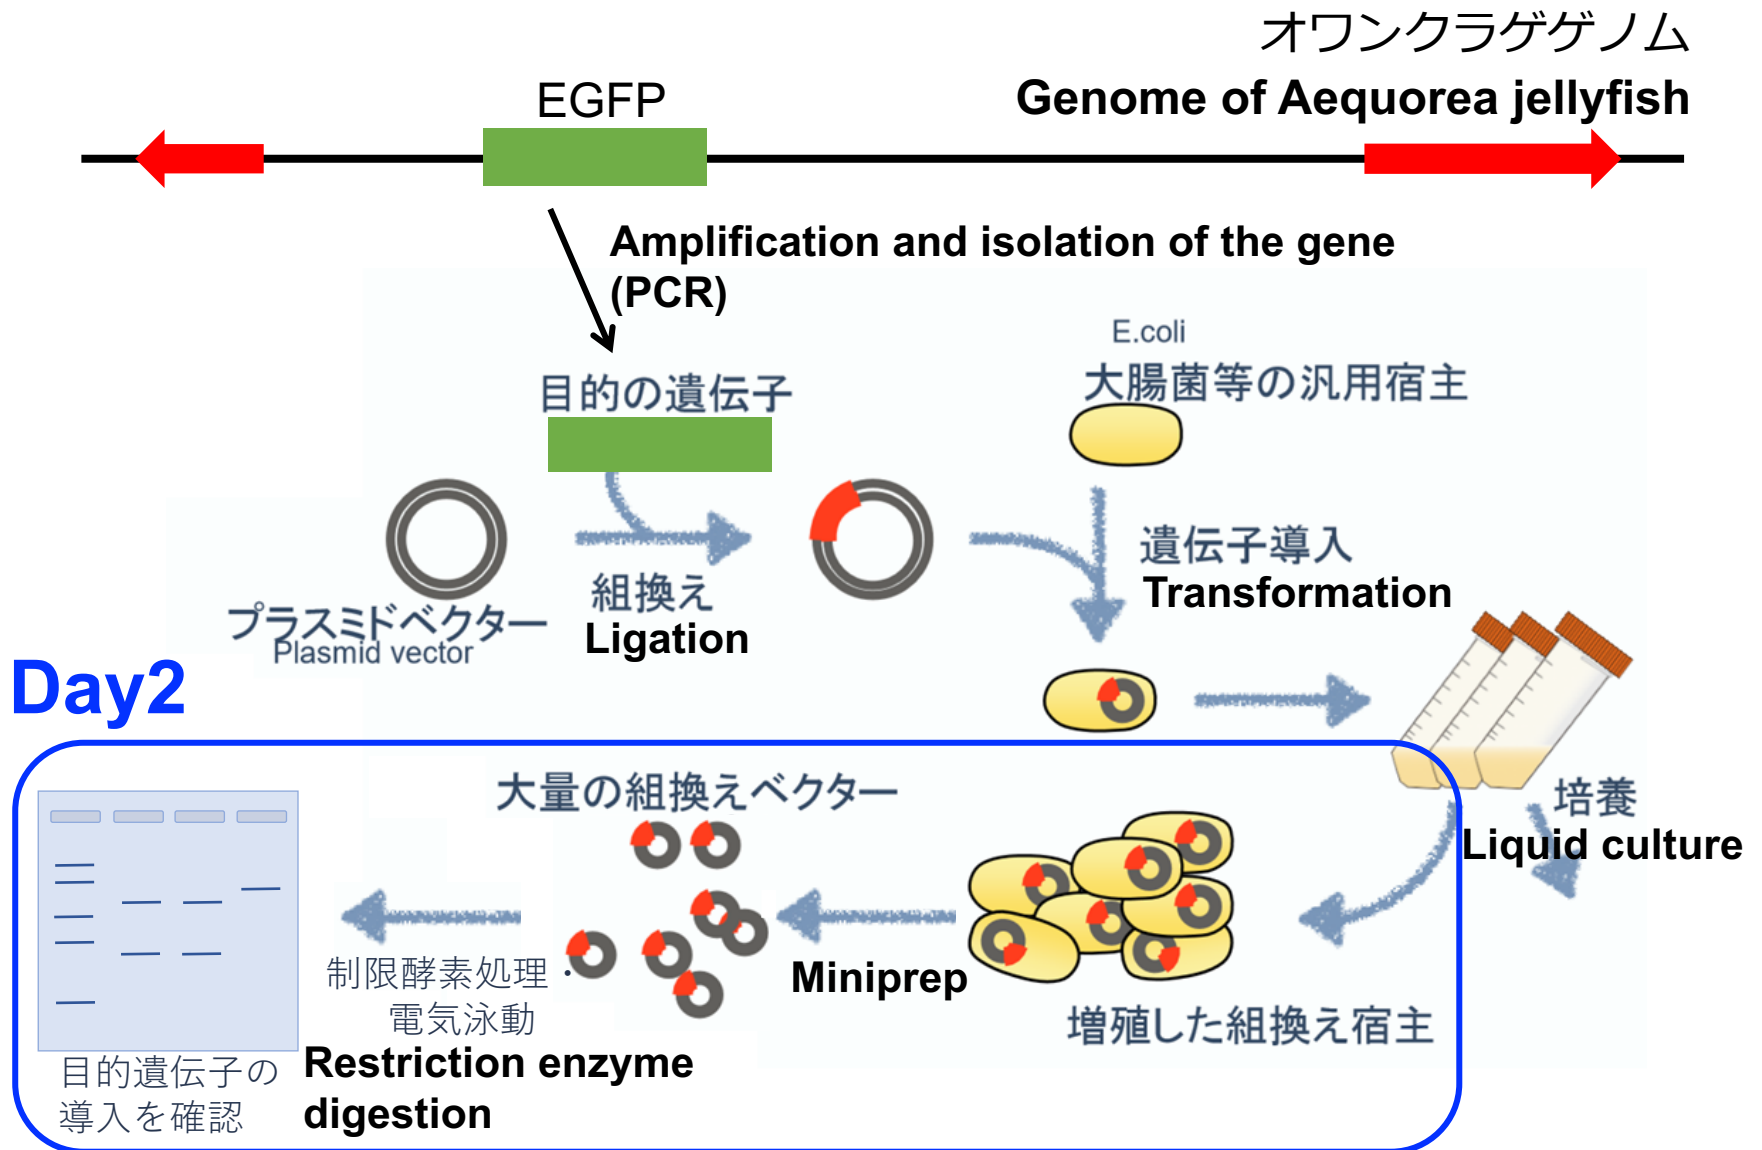 オワンクラゲゲノム
Genome of Aequorea jellyfish
EGFP
Amplification and isolation of the gene
(PCR)
E.coli
大腸菌等の汎用宿主
目的の遺伝子
遺伝子導入
Transformation
組換え
Ligation
プラスミドベクター
Plasmid vector
Day2
培養
Liquid culture
大量の組換えベクター
Miniprep
増殖した組換え宿主
制限酵素処理・
電気泳動
Restriction enzyme
digestion
目的遺伝子の
導入を確認